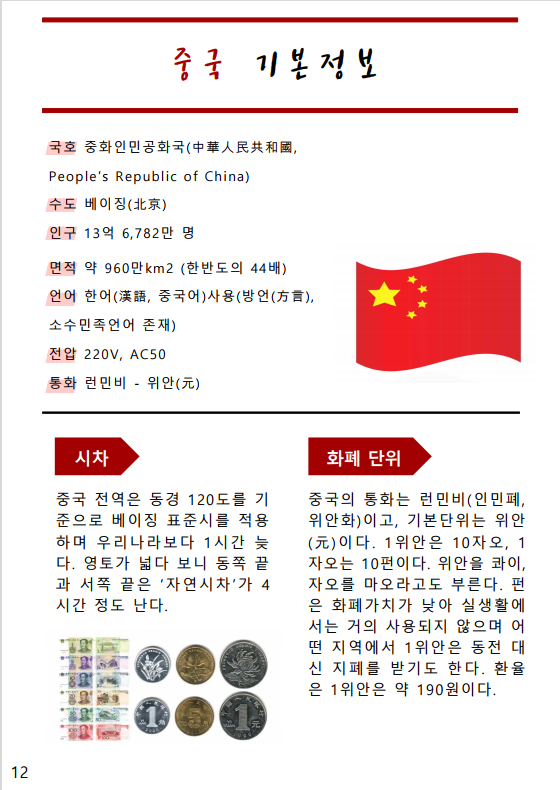 중국 기본정보
국호 중화인민공화국(中華人民共和國,
People's Republic of China)
수도 베이징(北京)
인구 13억 6,782만 명
면적 약 960만km2 (한반도의 44배)
언어 한어(漢語, 중국어)사용(방언(方言),
소수민족언어 존재)
전압 220V, AC50
통화 런민비 - 위안(元)
시차
중국 전역은 동경 120도를 기
준으로 베이징 표준시를 적용
하며 우리나라보다 1시간 늦
다. 영토가 넓다 보니 동쪽 끝
과 서쪽 끝은 '자연시차'가 4
시간 정도 난다.
화폐 단위
중국의 통화는 런민비(인민폐,
위안화)이고, 기본단위는 위안
(元)이다. 1위안은 10자오, 1
자오는 10펀이다. 위안을 콰이,
자오를 마오라고도 부른다. 펀
은 화폐가치가 낮아 실생활에
서는 거의 사용되지 않으며 어
떤 지역에서 1위안은 동전 대
신 지폐를 받기도 한다. 환율
은 1위안은 약 190원이다.
1 角
5
1 元
12